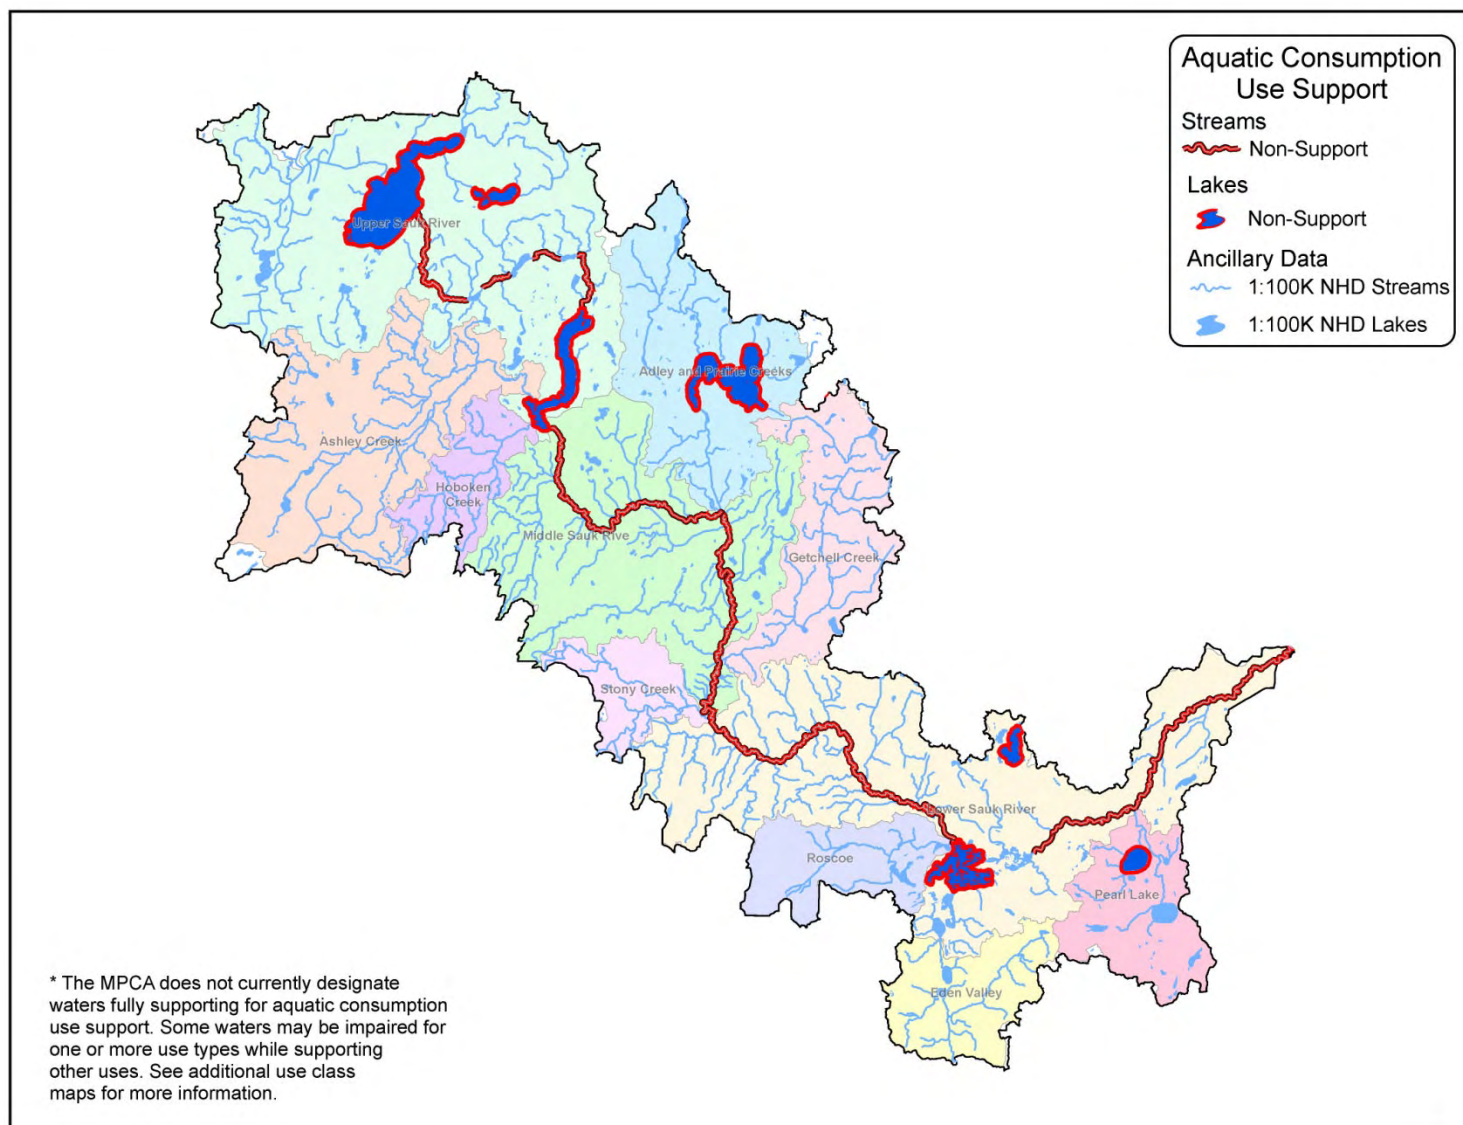 Aquatic Consumption
Use Support
Streams
Non-Support
Lakes
Non-Support
Ancillary Data
1:100K NHD Streams
1:100K NHD Lakes
Upper Sauk River
Adley and Prairie Creeks
Ashley Creek
Hoboken
Creek
Middle Sauk Rive
Getchell Creek
Stony Creek
Lower Sauk River
Roscoe
Pearl Lake
Eden Valley
* The MPCA does not currently designate
waters fully supporting for aquatic consumption
use support. Some waters may be impaired for
one or more use types while supporting
other uses. See additional use class
maps for more information.